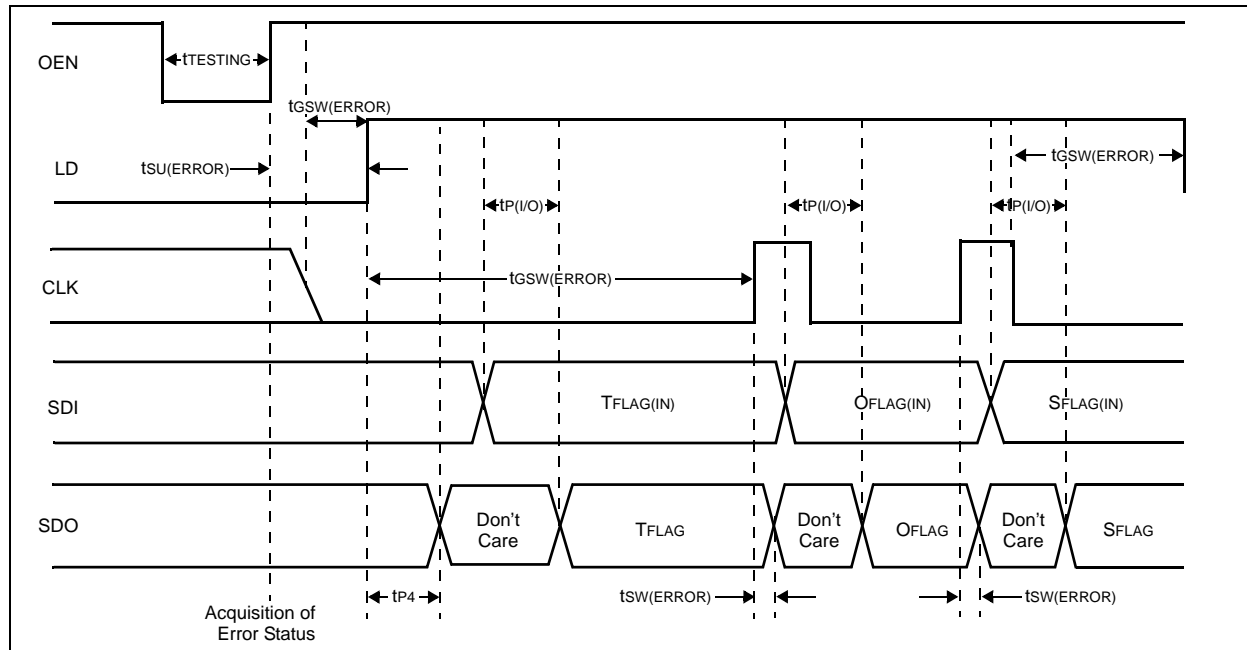 OEN
tTESTING
tGSW(ERROR)
LD
tSU(ERROR)
tGSW(ERROR)
tP(I/O)
tP(I/O)
tP(I/O)
CLK
tGSW(ERROR)
SDI
TFLAG(IN)
OFLAG(IN)
SFLAG(IN)
SDO
Don't
Care
TFLAG
Don't
Care
OFLAG
Don't
Care
SFLAG
tP4
tSW(ERROR)
tSW(ERROR)
Acquisition of
Error Status